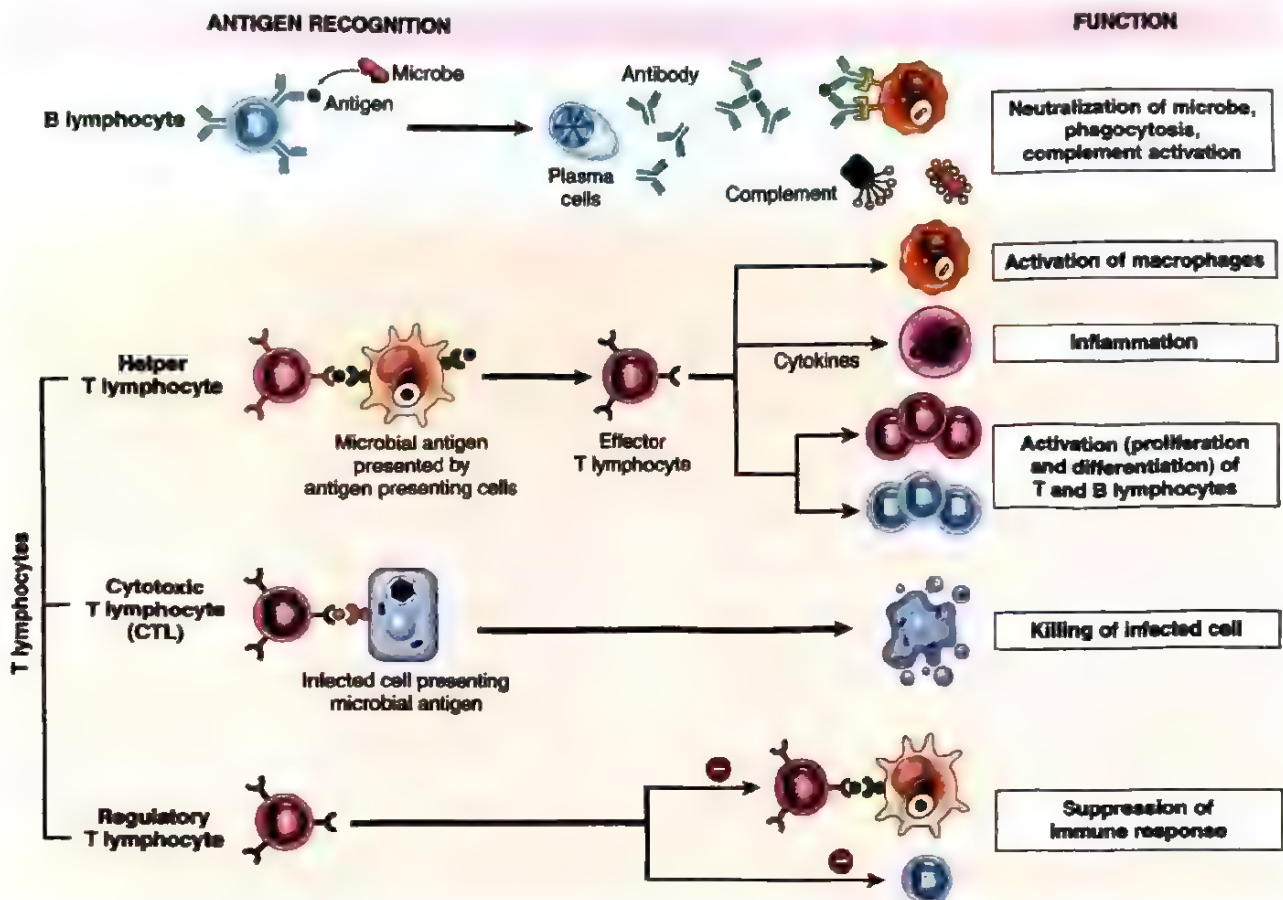 ANTIGEN RECOGNITION
FUNCTION
B lymphocyte
Microbe
Antigen
Plasma
cells
Antibody
Complement
Neutralization of microbe,
phagocytosis,
complement activation
T lymphocytes
Helper
T lymphocyte
Microbial antigen
presented by
antigen presenting cells
Effector
T lymphocyte
Cytokines
Activation of macrophages
Inflammation
Activation (proliferation
and differentiation) of
T and B lymphocytes
Cytotoxic
T lymphocyte
(CTL)
Infected cell presenting
microbial antigen
Killing of infected cell
Regulatory
T lymphocyte
Suppression of
immune response